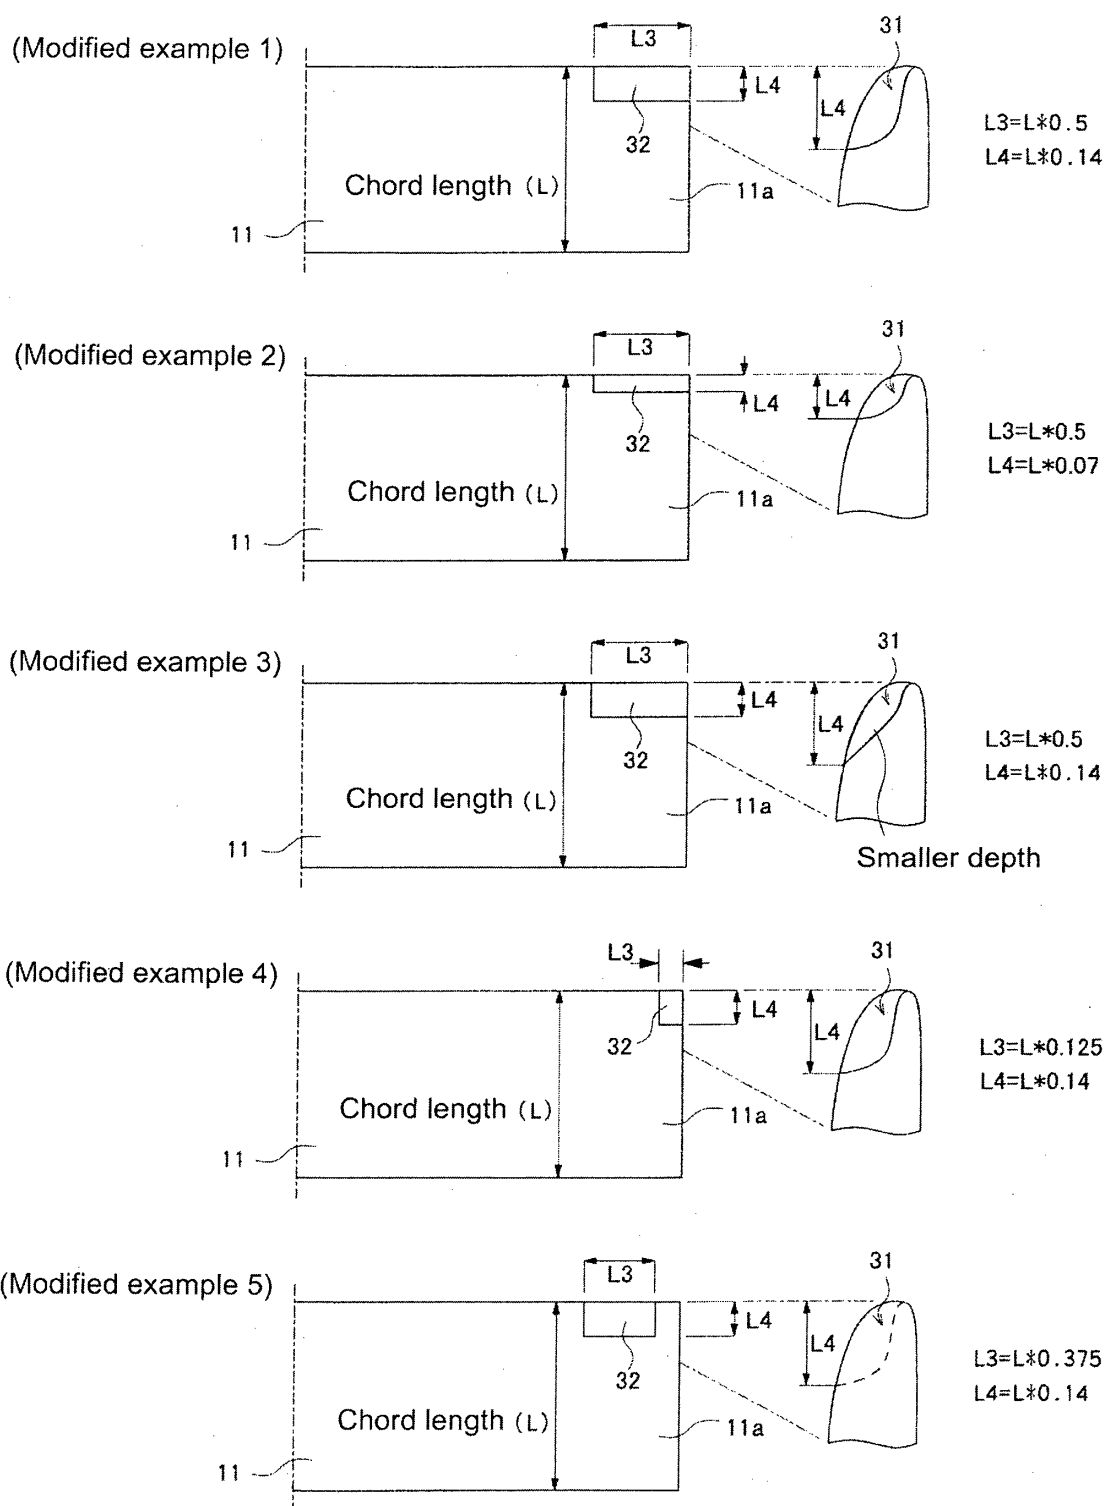 (Modified example 1)
L3
31
L4
L4
32
L3=L*0.5
L4=L*0.14
Chord length (L)
11a
11
(Modified example 2)
L3
31
L4
L4
32
L3=L*0.5
L4=L*0.07
Chord length (L)
11a
11
(Modified example 3)
L3
31
L4
L4
32
L3=L*0.5
L4=L*0.14
Chord length (L)
11a
11
Smaller depth
(Modified example 4)
L3
31
L4
L4
32
L3=L*0.125
L4=L*0.14
Chord length (L)
11a
11
(Modified example 5)
L3
31
L4
L4
32
L3=L*0.375
L4=L*0.14
Chord length (L)
11a
11